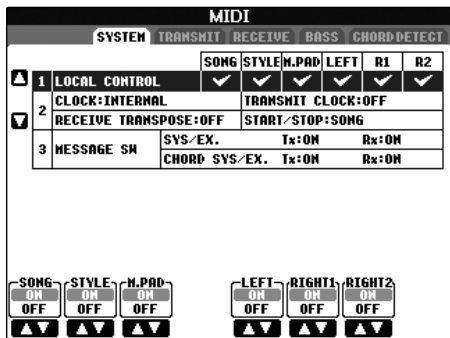 MIDI
SYSTEM TRANSMIT RECEIVE BASS CHORD DETECT
SONG STYLE M.PAD LEFT R1 R2
1 LOCAL CONTROL
2 CLOCK:INTERNAL TRANSMIT CLOCK:OFF
RECEIVE TRANSPOSE:OFF START/STOP:SONG
3 MESSAGE SW SYS/EX. Tx:ON Rx:ON
CHORD SYS/EX. Tx:ON Rx:ON
SONG STYLE M.PAD LEFT RIGHT1 RIGHT2
ON ON ON ON ON ON
OFF OFF OFF OFF OFF OFF